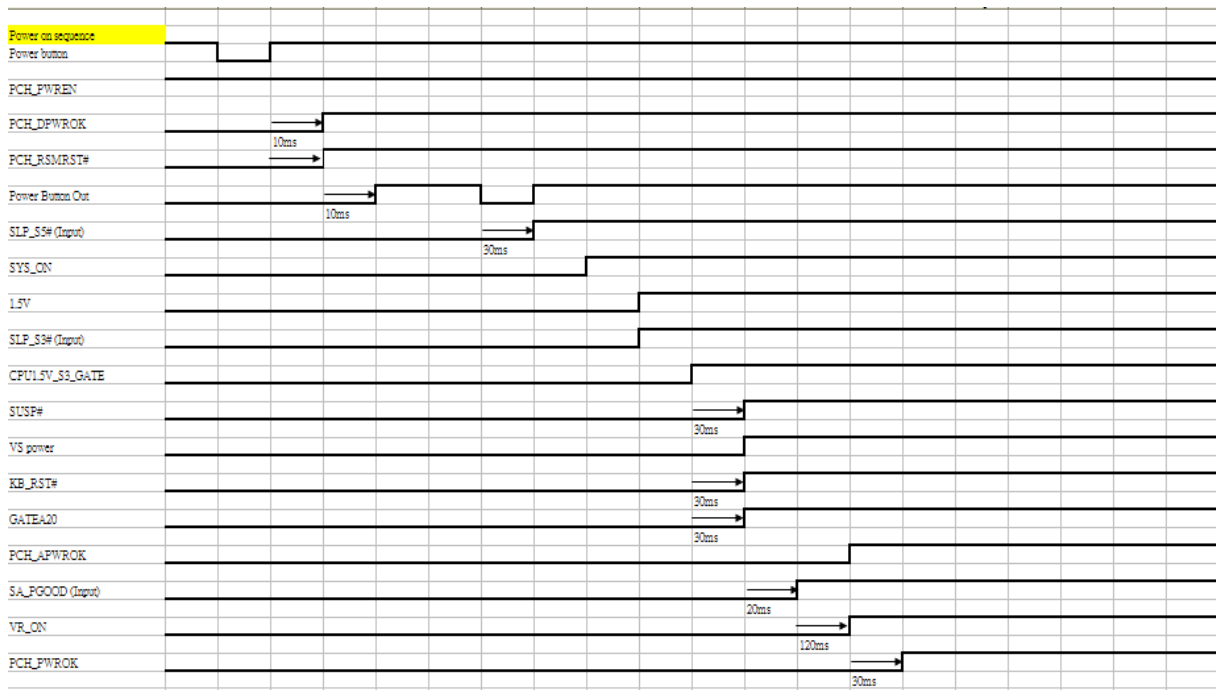 Power on sequence
Power button
PCH_PWREN
PCH_DPWROK
10ms
PCH_RSMRST#
Power Button Out
10ms
SLP_S5# (Input)
30ms
SYS_ON
1.5V
SLP_S3# (Input)
CPU1.5V_S3_GATE
SUSP#
30ms
VS power
KB_RST#
30ms
GATEA20
30ms
PCH_APWROK
SA_PGOOD (Input)
20ms
VR_ON
120ms
PCH_PWROK
30ms